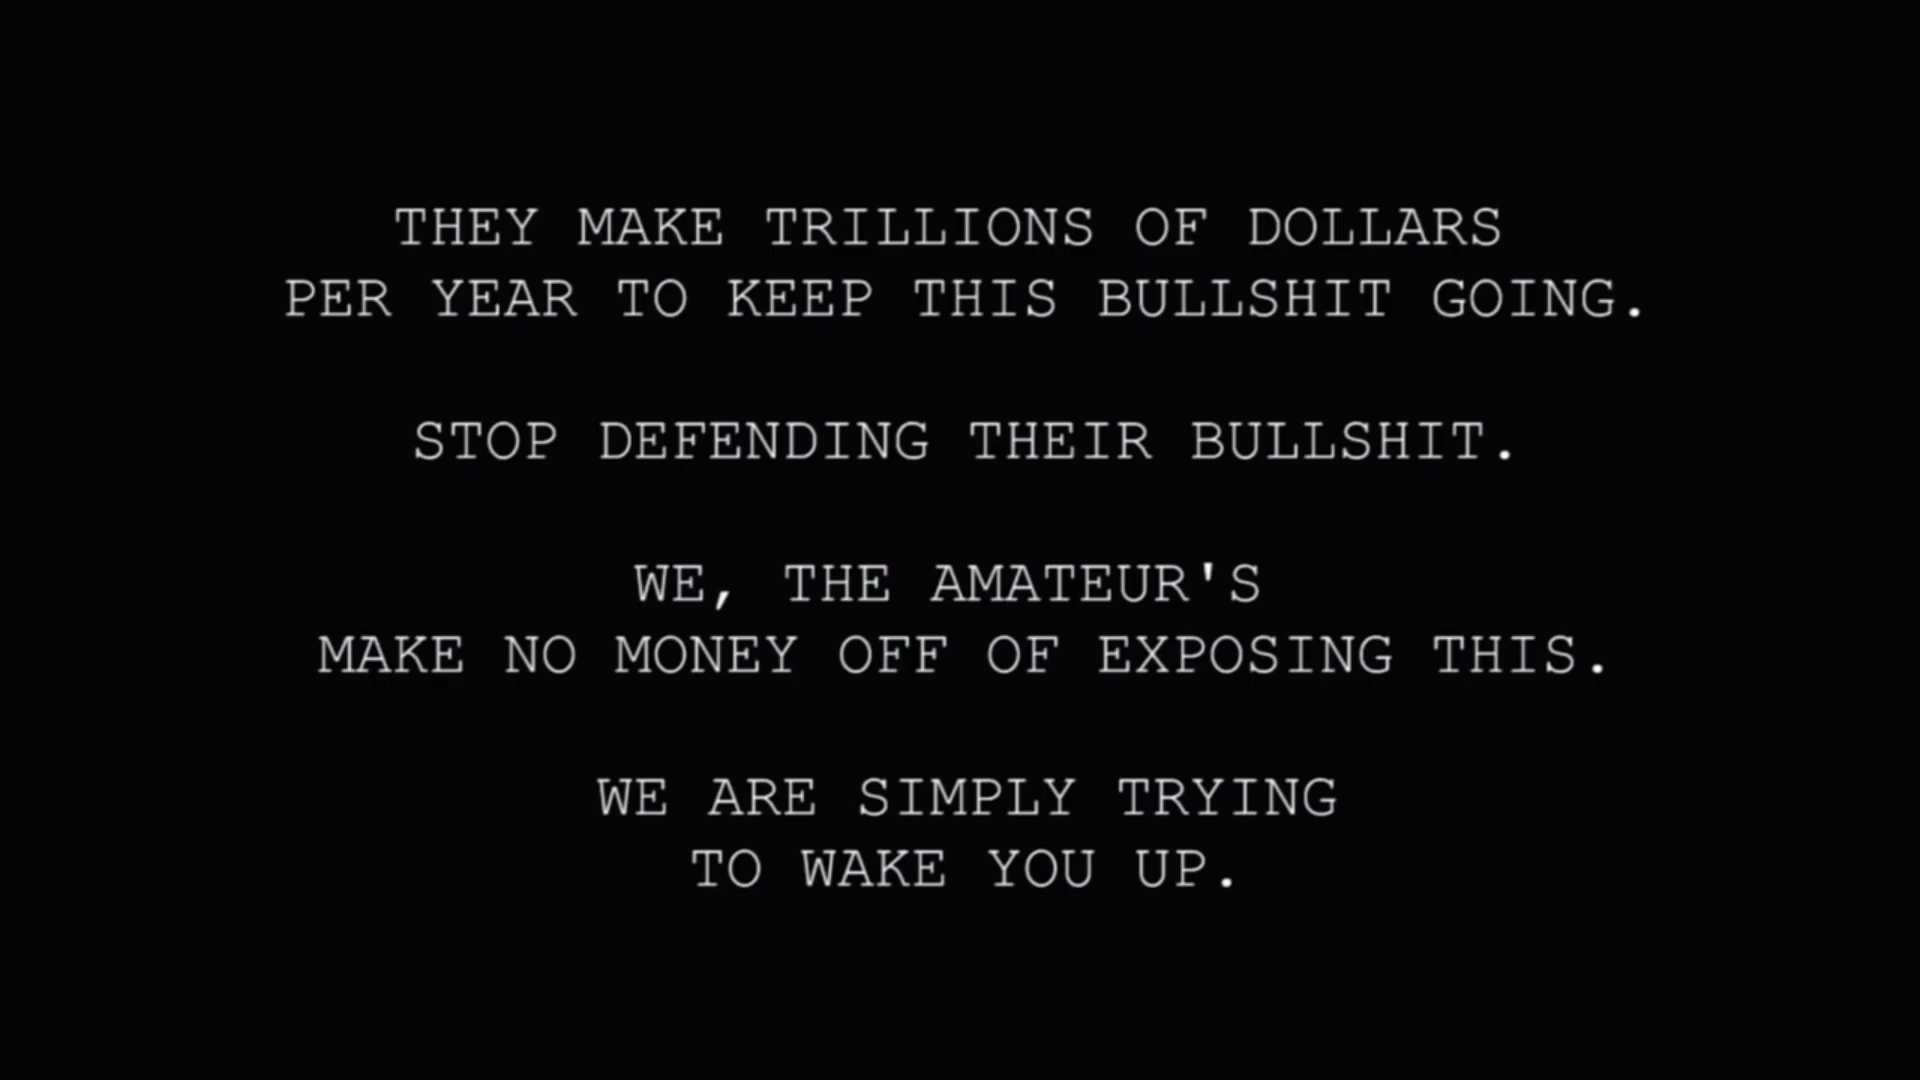 THEY MAKE TRILLIONS OF DOLLARS
PER YEAR TO KEEP THIS BULLSHIT GOING.
STOP DEFENDING THEIR BULLSHIT.
WE, THE AMATEUR'S
MAKE NO MONEY OFF OF EXPOSING THIS.
WE ARE SIMPLY TRYING
TO WAKE YOU UP.